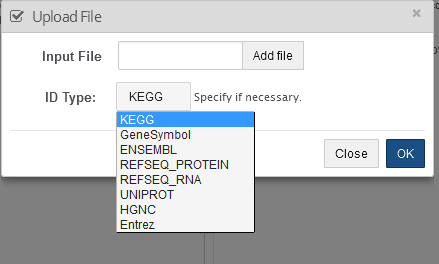 Upload File ×
Input File Add file
ID Type: KEGG Specify if necessary.
KEGG
GeneSymbol
ENSEMBL
REFSEQ_PROTEIN
REFSEQ_RNA
UNIPROT
HGNC
Entrez
Close OK